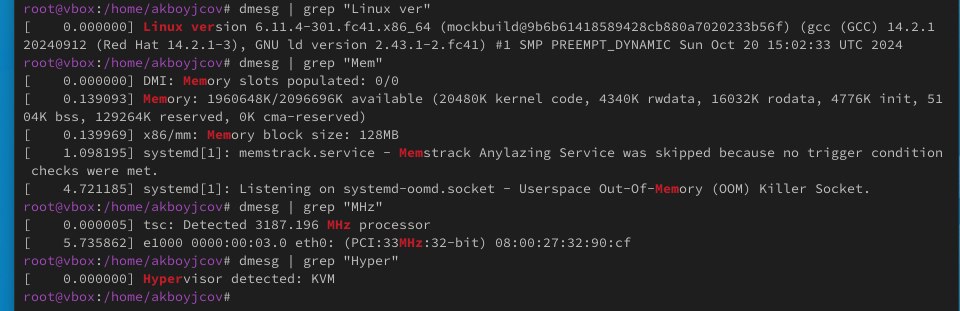 root@vbox:/home/akboyjcov# dmesg | grep "Linux ver"
[    0.000000] Linux version 6.11.4-301.fc41.x86_64 (mockbuild@9b6b61418589428cb880a7020233b56f) (gcc (GCC) 14.2.1
20240912 (Red Hat 14.2.1-3), GNU ld version 2.43.1-2.fc41) #1 SMP PREEMPT_DYNAMIC Sun Oct 20 15:02:33 UTC 2024
root@vbox:/home/akboyjcov# dmesg | grep "Mem"
[    0.000000] DMI: Memory slots populated: 0/0
[    0.139093] Memory: 1960648K/2096696K available (20480K kernel code, 4340K rwdata, 16032K rodata, 4776K init, 51
04K bss, 129264K reserved, 0K cma-reserved)
[    0.139969] x86/mm: Memory block size: 128MB
[    1.098195] systemd[1]: memstrack.service - Memstrack Anylazing Service was skipped because no trigger condition
 checks were met.
[    4.721185] systemd[1]: Listening on systemd-oomd.socket - Userspace Out-Of-Memory (OOM) Killer Socket.
root@vbox:/home/akboyjcov# dmesg | grep "MHz"
[    0.000005] tsc: Detected 3187.196 MHz processor
[    5.735862] e1000 0000:00:03.0 eth0: (PCI:33MHz:32-bit) 08:00:27:32:90:cf
root@vbox:/home/akboyjcov# dmesg | grep "Hyper"
[    0.000000] Hypervisor detected: KVM
root@vbox:/home/akboyjcov#